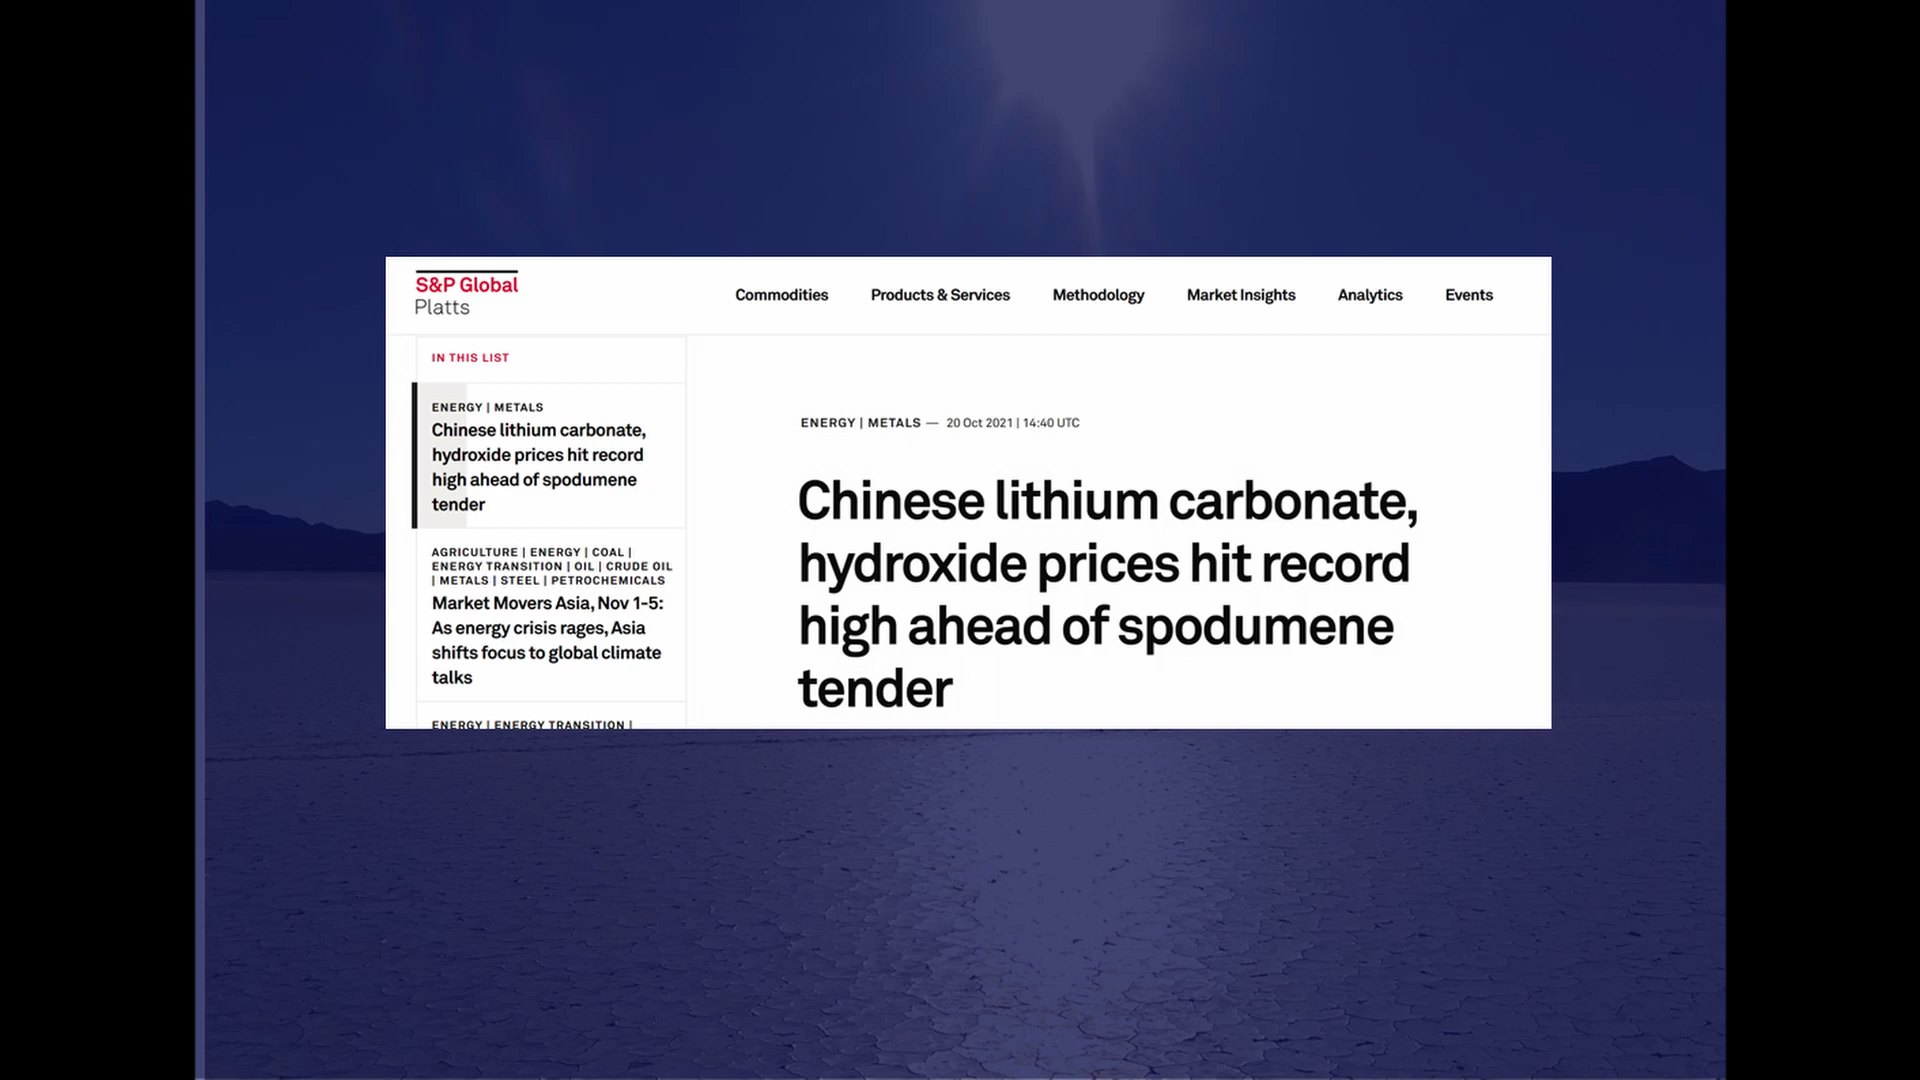 S&P Global
Platts
Commodities
Products & Services
Methodology
Market Insights
Analytics
Events
IN THIS LIST
ENERGY | METALS
Chinese lithium carbonate,
hydroxide prices hit record
high ahead of spodumene
tender
AGRICULTURE | ENERGY | COAL |
ENERGY TRANSITION | OIL | CRUDE OIL
| METALS | STEEL | PETROCHEMICALS
Market Movers Asia, Nov 1-5:
As energy crisis rages, Asia
shifts focus to global climate
talks
ENERGY | ENERGY TRANSITION |
ENERGY | METALS — 20 Oct 2021 | 14:40 UTC
Chinese lithium carbonate,
hydroxide prices hit record
high ahead of spodumene
tender